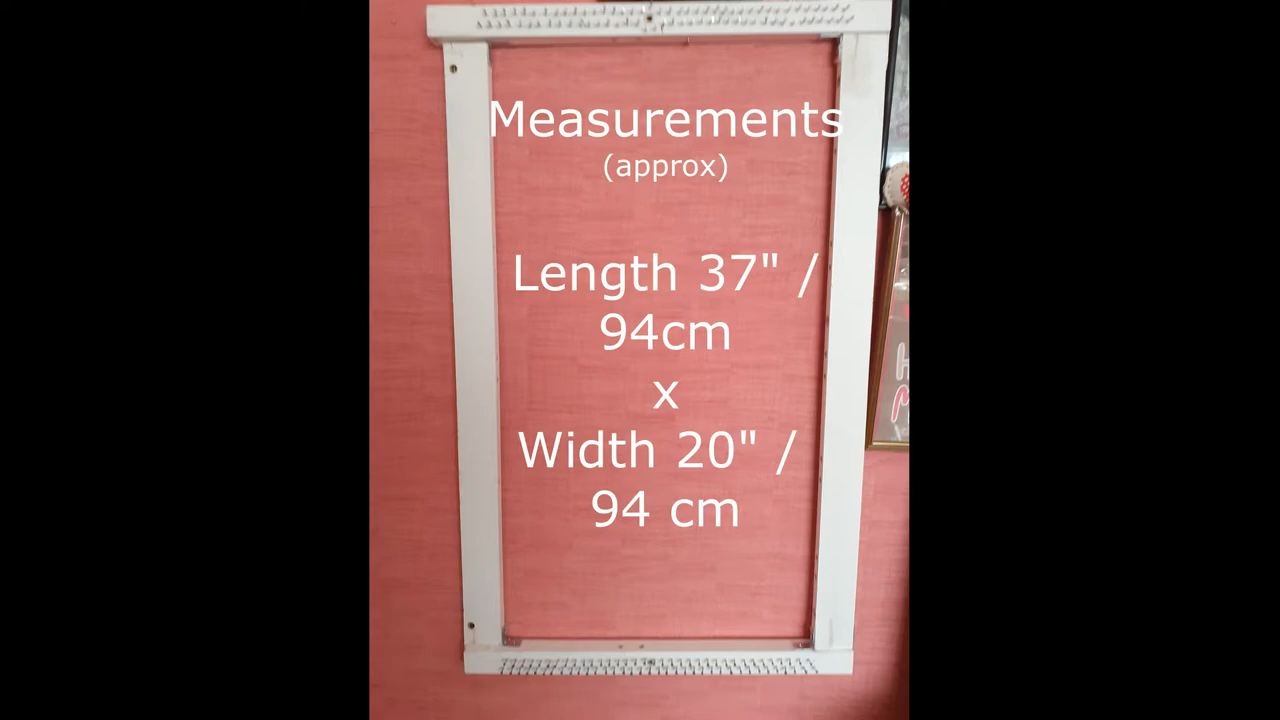 Measurements
(approx)
Length 37" /
94cm
x
Width 20" /
94 cm